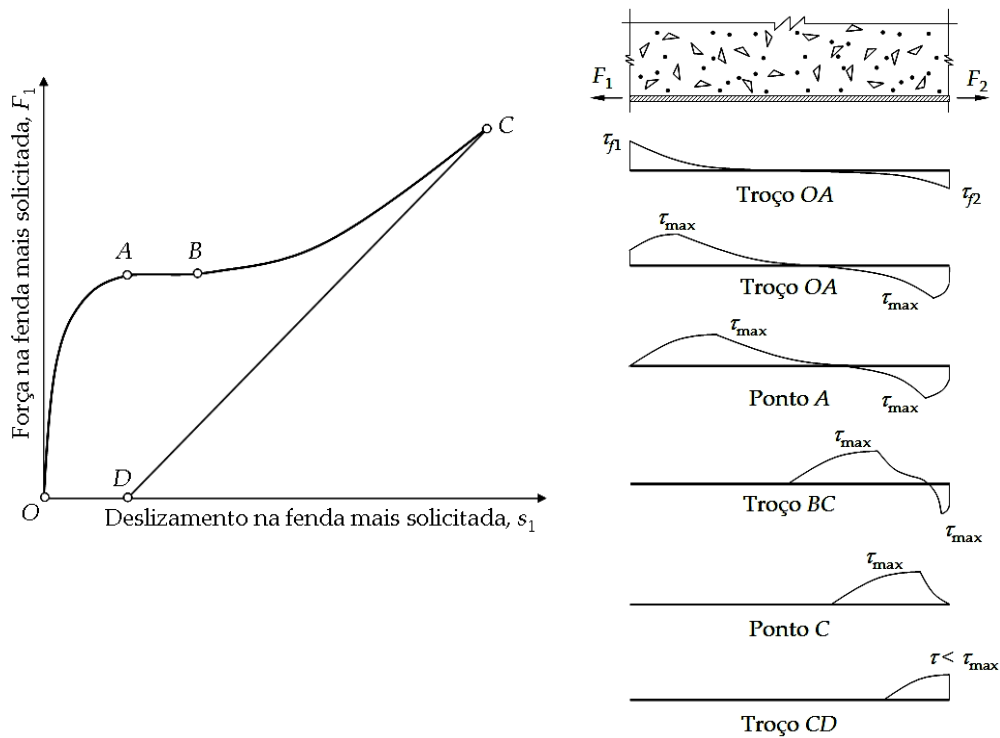 Força na fenda mais solicitada, F₁
A
B
C
D
O
Deslizamento na fenda mais solicitada, s₁
F₁
F₂
τf1
τf2
Troço OA
τmax
τmax
Troço OA
τmax
τmax
Ponto A
τmax
Troço BC
τmax
τmax
Ponto C
τ < τmax
Troço CD